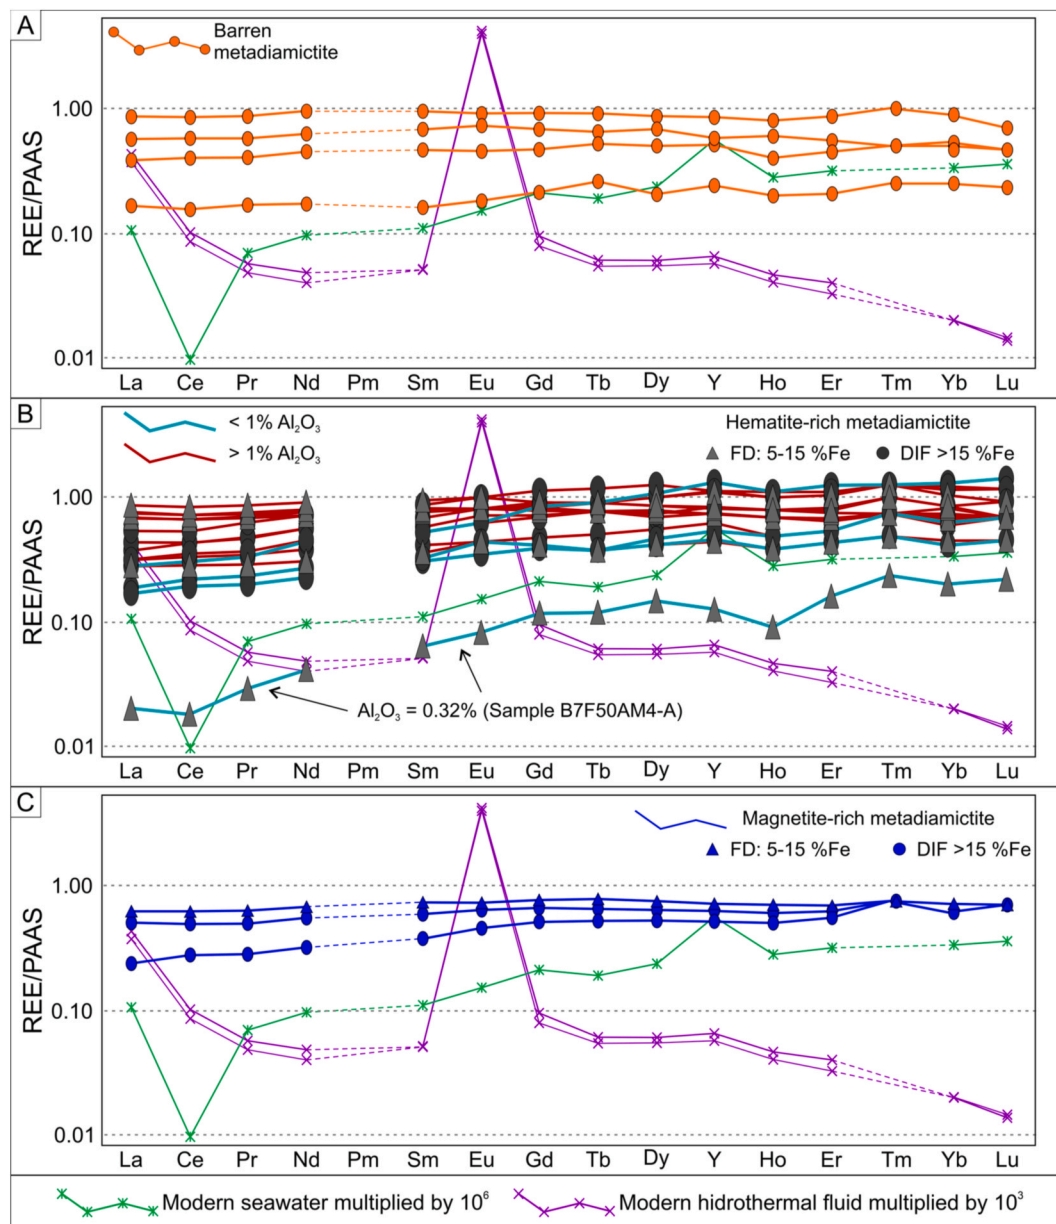 A
Barren
metadiamictite
REE/PAAS
1.00
0.10
0.01
La Ce Pr Nd Pm Sm Eu Gd Tb Dy Y Ho Er Tm Yb Lu
B
< 1% Al₂O₃
> 1% Al₂O₃
Hematite-rich metadiamictite
FD: 5-15 %Fe DIF >15 %Fe
REE/PAAS
1.00
0.10
0.01
Al₂O₃ = 0.32% (Sample B7F50AM4-A)
La Ce Pr Nd Pm Sm Eu Gd Tb Dy Y Ho Er Tm Yb Lu
C
Magnetite-rich metadiamictite
FD: 5-15 %Fe DIF >15 %Fe
REE/PAAS
1.00
0.10
0.01
La Ce Pr Nd Pm Sm Eu Gd Tb Dy Y Ho Er Tm Yb Lu
Modern seawater multiplied by 10⁶ Modern hidrothermal fluid multiplied by 10³